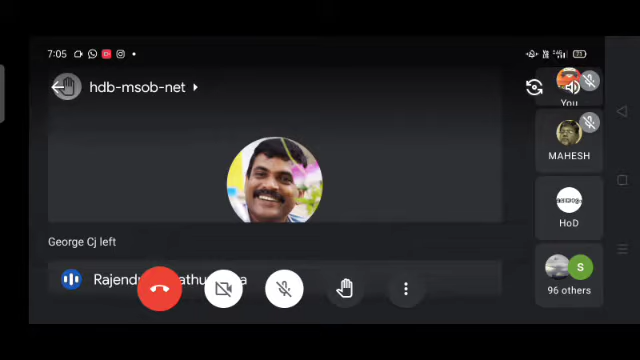 7:05
hdb-msob-net
You
MAHESH
HoD
George Cj left
S
96 others